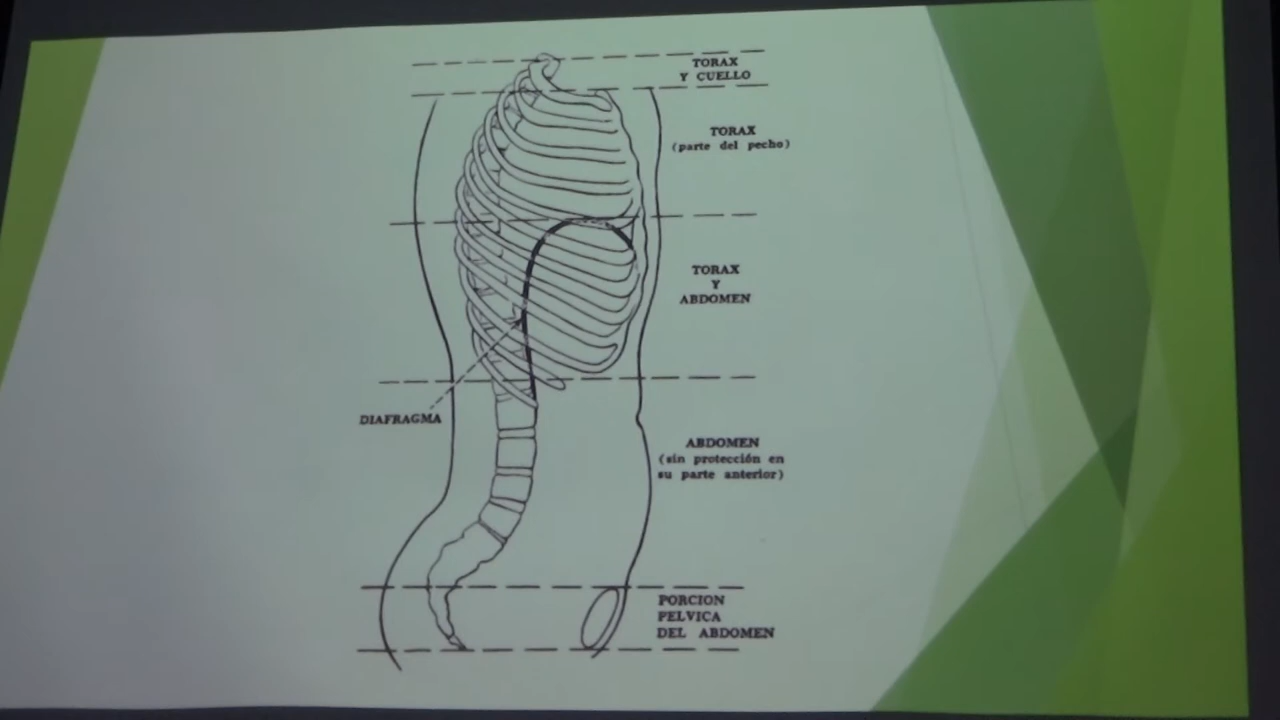 TORAX
Y CUELLO
TORAX
(parte del pecho)
TORAX
Y
ABDOMEN
DIAFRAGMA
ABDOMEN
(sin protección en
su parte anterior)
PORCION
PELVICA
DEL ABDOMEN